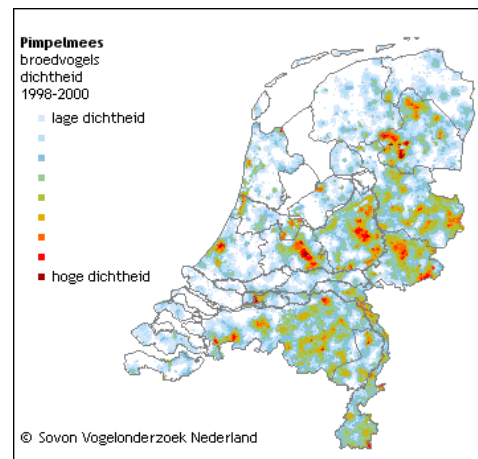 Pimpelmees
broedvogels
dichtheid
1998-2000
lage dichtheid
hoge dichtheid
© Sovon Vogelonderzoek Nederland